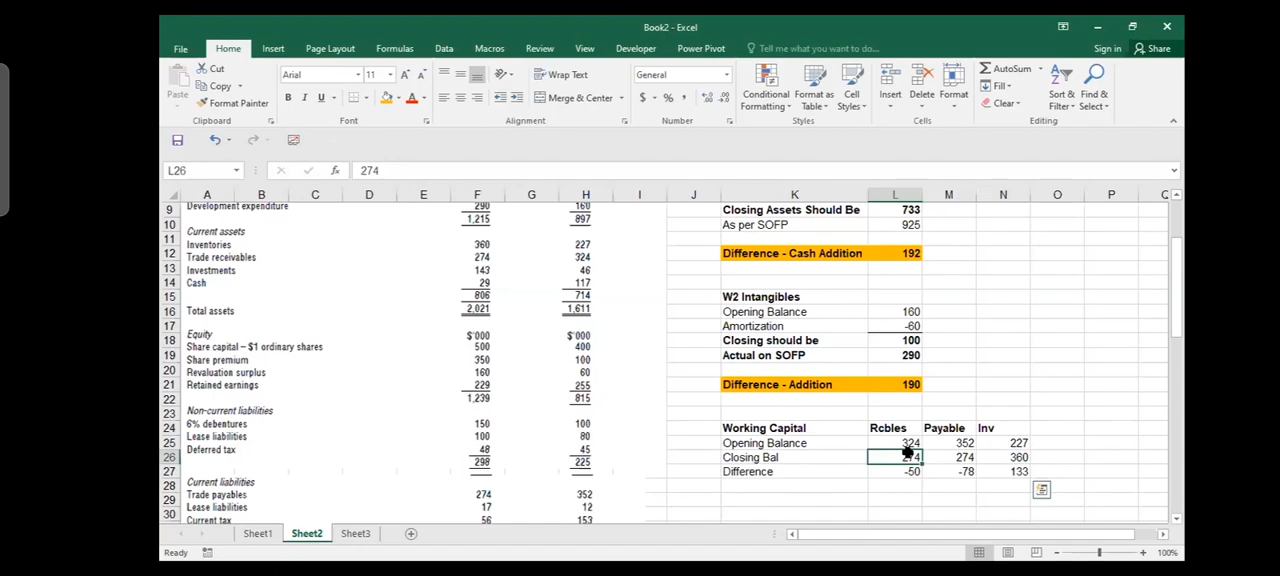 Book2 - Excel
File Home Insert Page Layout Formulas Data Macros Review View Developer Power Pivot Tell me what you want to do... Sign in Share
Paste Cut Copy Format Painter Clipboard
Arial 11 A A B I U A Font
Wrap Text Merge & Center Alignment
General $ % , Number
Conditional Formatting Format as Table Cell Styles Styles
Insert Delete Format Cells
AutoSum Fill Clear Sort & Filter Find & Select Editing
L26 fx 274
A B C D E F G H I J K L M N O P Q
9 Development expenditure 290 160 Closing Assets Should Be 733
10 1,215 897 As per SOFP 925
11 Current assets
12 Inventories 360 227 Difference - Cash Addition 192
13 Trade receivables 274 324
Investments 143 46
14 Cash 29 117
15 806 714 W2 Intangibles
16 Total assets 2,021 1,611 Opening Balance 160
17 Amortization -60
18 Equity $'000 $'000 Closing should be 100
19 Share capital – $1 ordinary shares 500 400 Actual on SOFP 290
20 Share premium 350 100
Revaluation surplus 160 60
21 Retained earnings 229 255 Difference - Addition 190
22 1,239 815
23 Non-current liabilities
24 6% debentures 150 100 Working Capital Rcbles Payable Inv
25 Lease liabilities 100 80 Opening Balance 324 352 227
26 Deferred tax 48 45 Closing Bal 274 274 360
27 298 225 Difference -50 -78 133
28 Current liabilities
29 Trade payables 274 352
Lease liabilities 17 12
30 Current tax 56 153
Sheet1 Sheet2 Sheet3
Ready 100%